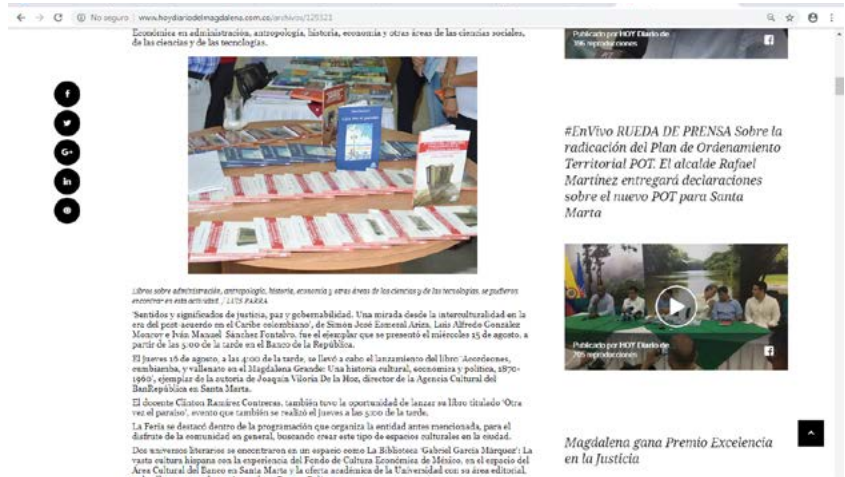 No seguro | www.hoydiariodelmagdalena.com.co/archivos/125321
Económica en administración, antropología, historia, economía y otras áreas de las ciencias sociales,
de las ciencias y de las tecnologías.
Libros sobre administración, antropología, historia, economía y otras áreas de las ciencias y de las tecnologías, se pudieron
encontrar en esta actividad. / LUIS PARRA
'Sentidos y significados de justicia, paz y gobernabilidad. Una mirada desde la interculturalidad en la
era del post-acuerdo en el Caribe colombiano', de Simón José Esmeral Ariza, Luis Alfredo González
Monroy e Iván Manuel Sánchez Fontalvo, fue el ejemplar que se presentó el miércoles 15 de agosto, a
partir de las 5:00 de la tarde en el Banco de la República.
El jueves 16 de agosto, a las 4:00 de la tarde, se llevó a cabo el lanzamiento del libro 'Acordeones,
cumbiamba, y vallenato en el Magdalena Grande: Una historia cultural, economica y política, 1870-
1960', ejemplar de la autoria de Joaquín Viloria De la Hoz, director de la Agencia Cultural del
BanRepública en Santa Marta.
El docente Clinton Ramírez Contreras, también tuvo la oportunidad de lanzar su libro titulado 'Otra
vez el paraíso', evento que también se realizó el jueves a las 5:00 de la tarde.
La Feria se destacó dentro de la programación que organiza la entidad antes mencionada, para el
disfrute de la comunidad en general, buscando crear este tipo de espacios culturales en la ciudad.
Dos universos literarios se encontraron en un espacio como La Biblioteca 'Gabriel García Márquez': La
vasta cultura hispana con la experiencia del Fondo de Cultura Económica de México, en el espacio del
Área Cultural del Banco en Santa Marta y la oferta académica de la Universidad con su área editorial,
Publicado por HOY Diario de
196 reproducciones
#EnVivo RUEDA DE PRENSA Sobre la
radicación del Plan de Ordenamiento
Territorial POT. El alcalde Rafael
Martínez entregará declaraciones
sobre el nuevo POT para Santa
Marta
Publicado por HOY Diario de
705 reproducciones
Magdalena gana Premio Excelencia
en la Justicia